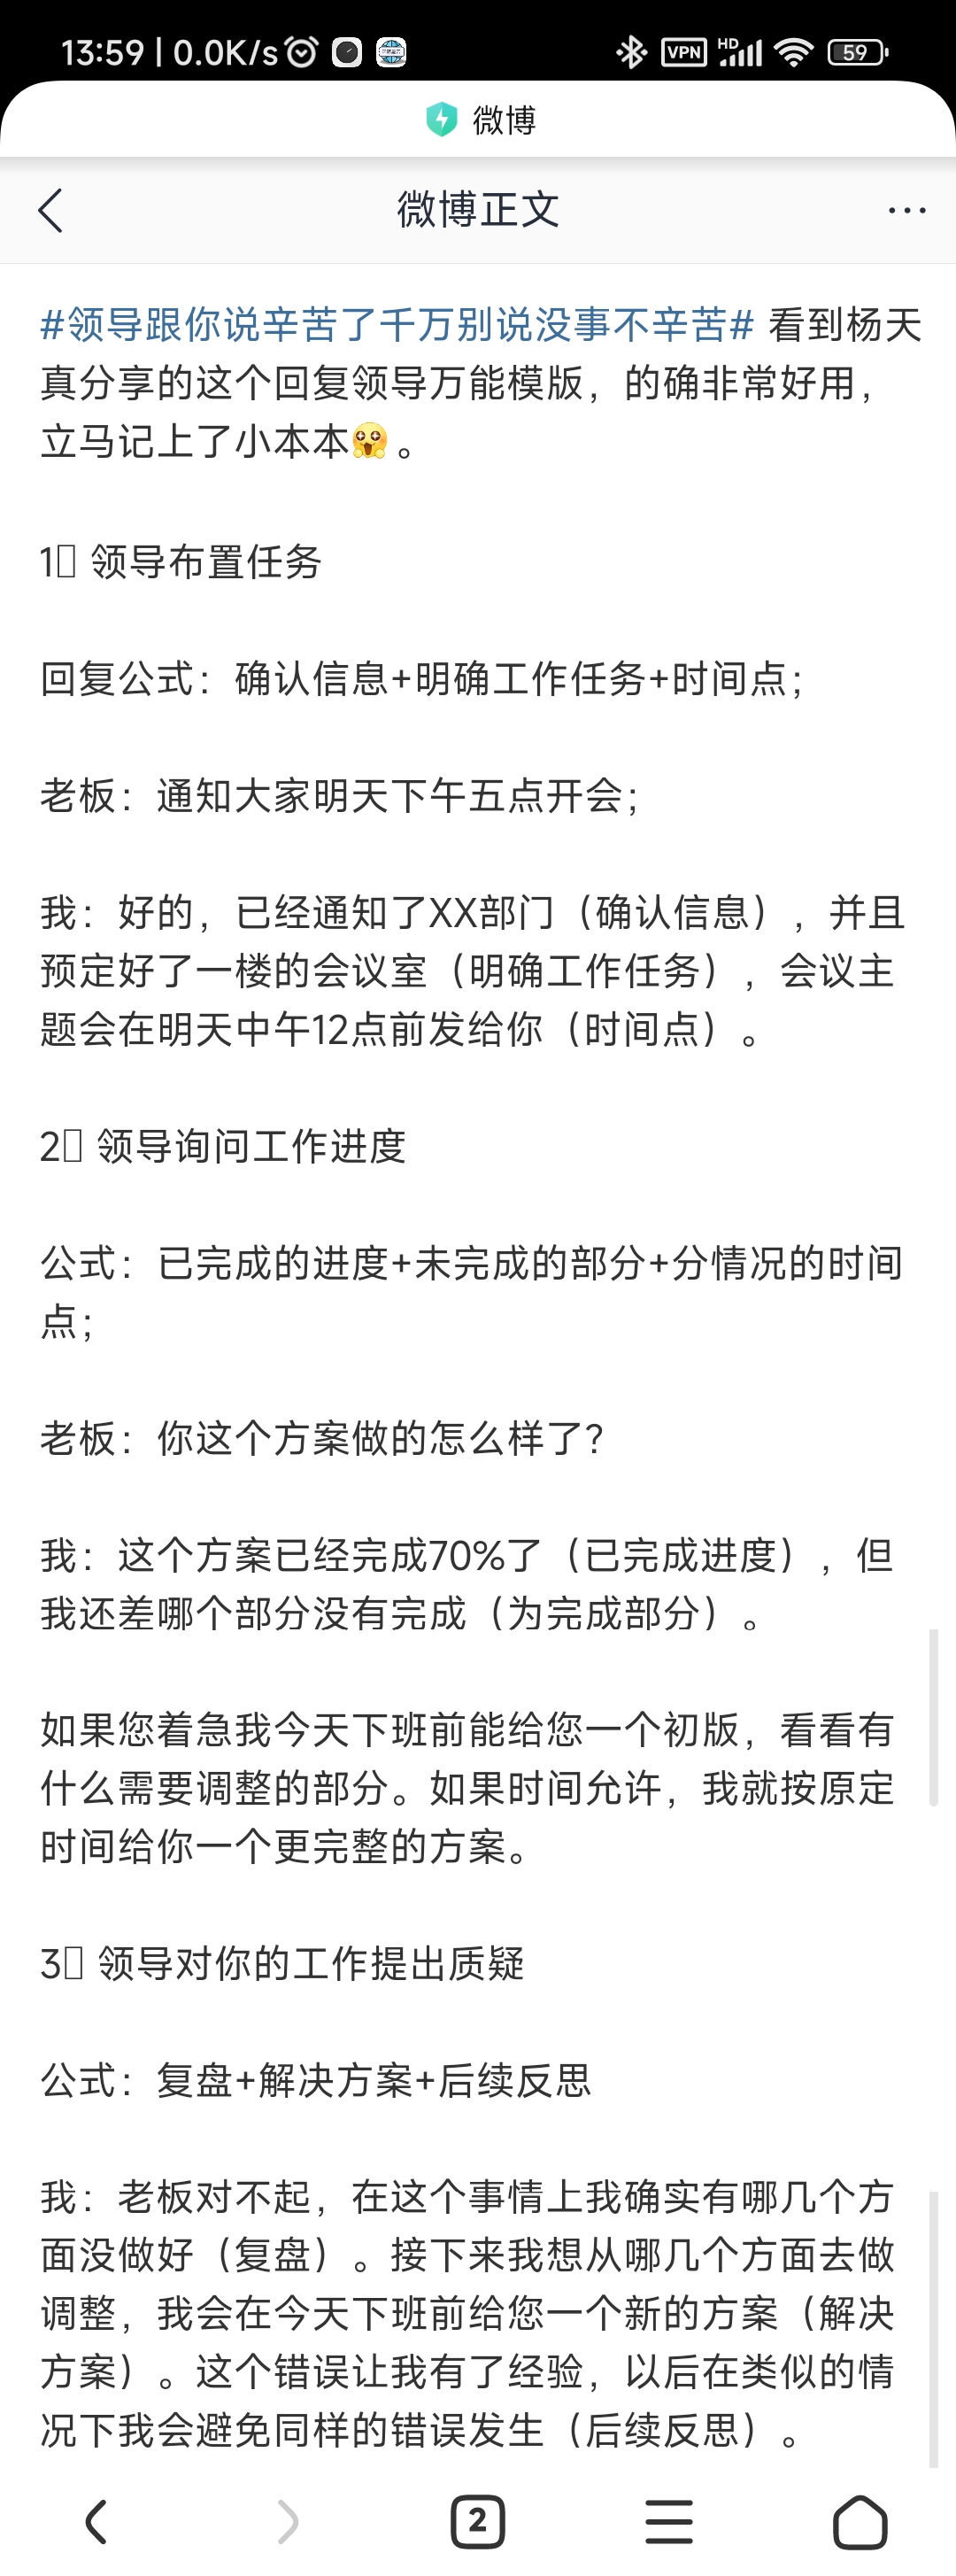 13:59 | 0.0K/s
VPN HD 59
微博
微博正文
#领导跟你说辛苦了千万别说没事不辛苦# 看到杨天
真分享的这个回复领导万能模版，的确非常好用，
立马记上了小本本。
1 领导布置任务
回复公式：确认信息+明确工作任务+时间点；
老板：通知大家明天下午五点开会；
我：好的，已经通知了XX部门（确认信息），并且
预定好了一楼的会议室（明确工作任务），会议主
题会在明天中午12点前发给你（时间点）。
2 领导询问工作进度
公式：已完成的进度+未完成的部分+分情况的时间
点；
老板：你这个方案做的怎么样了？
我：这个方案已经完成70%了（已完成进度），但
我还差哪个部分没有完成（为完成部分）。
如果您着急我今天下班前能给您一个初版，看看有
什么需要调整的部分。如果时间允许，我就按原定
时间给你一个更完整的方案。
3 领导对你的工作提出质疑
公式：复盘+解决方案+后续反思
我：老板对不起，在这个事情上我确实有哪几个方
面没做好（复盘）。接下来我想从哪几个方面去做
调整，我会在今天下班前给您一个新的方案（解决
方案）。这个错误让我有了经验，以后在类似的情
况下我会避免同样的错误发生（后续反思）。
2